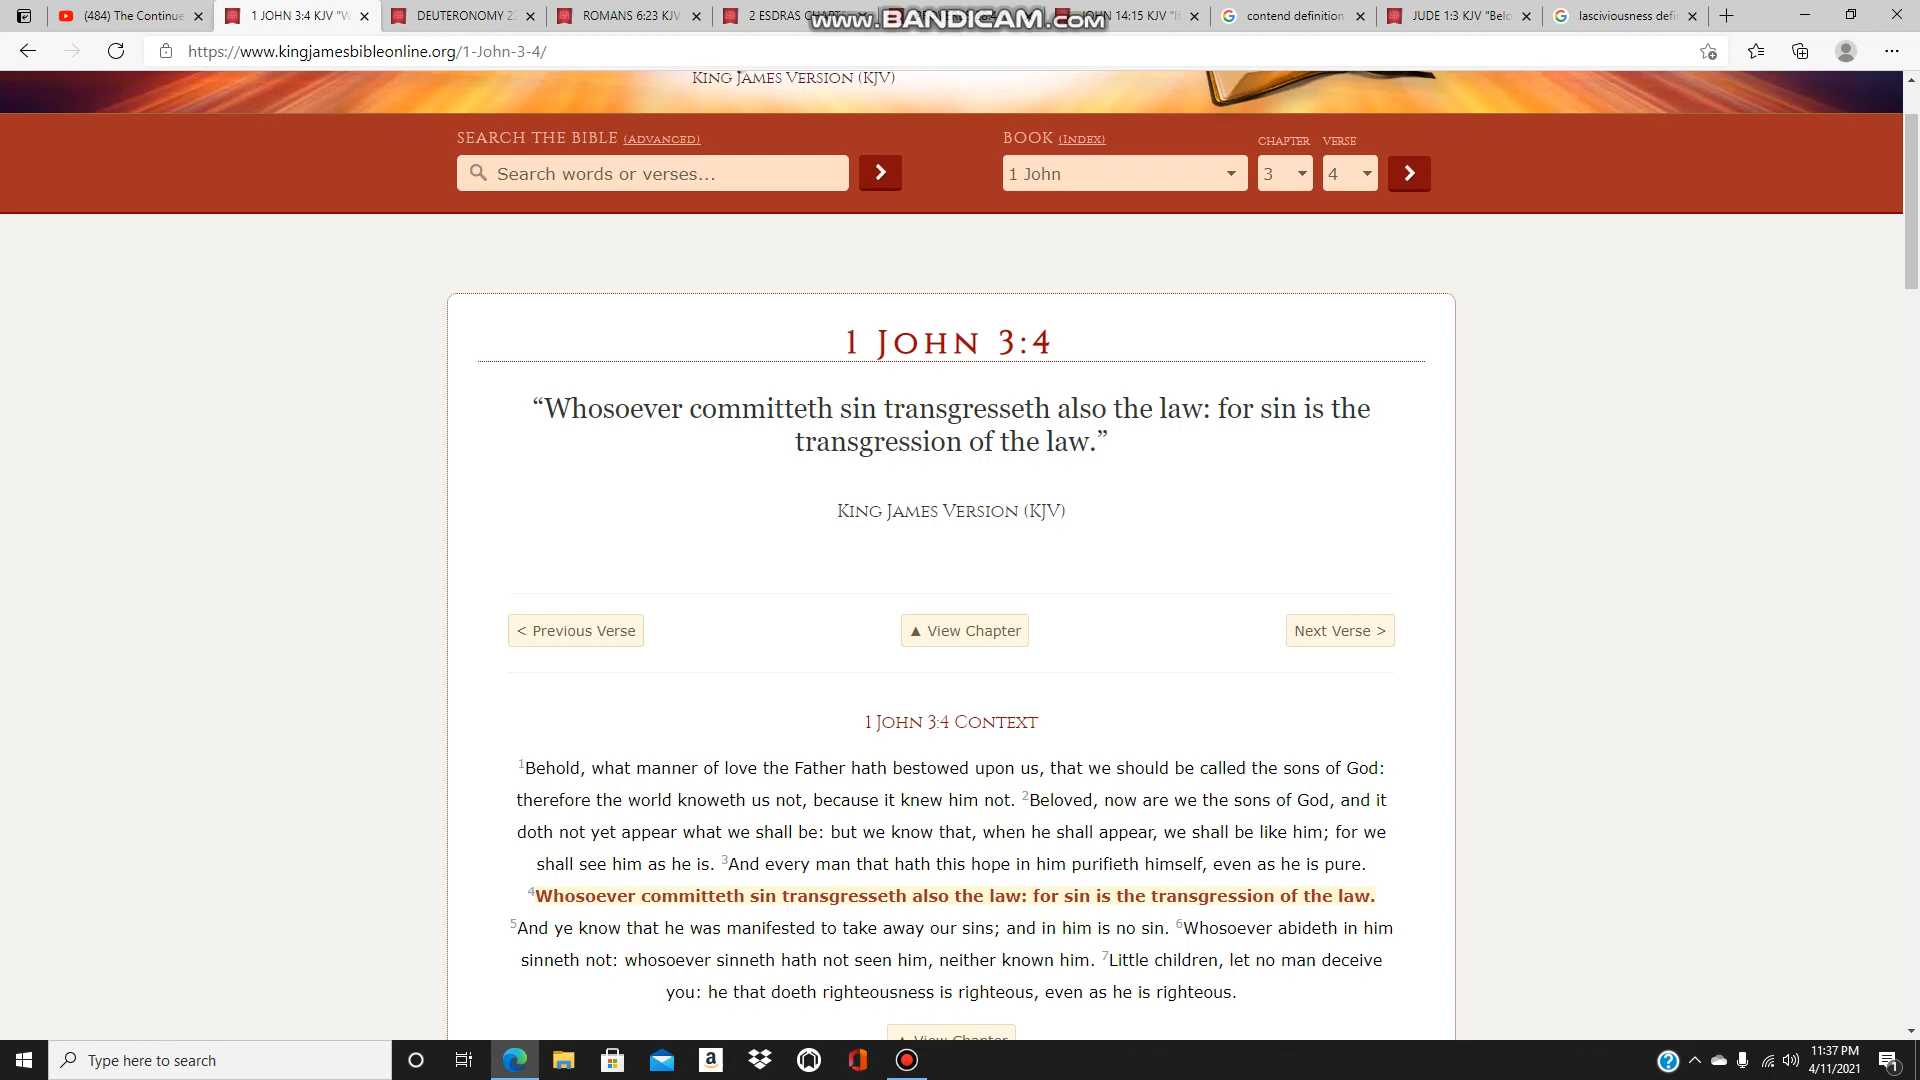 (484) The Continue
1 JOHN 3:4 KJV "W
DEUTERONOMY 22
ROMANS 6:23 KJV
2 ESDRAS CHAPTE
JOHN 14:15 KJV "If
contend definition
JUDE 1:3 KJV "Belo
lasciviousness defin
www.BANDICAM.com
https://www.kingjamesbibleonline.org/1-John-3-4/
King James Version (KJV)
Search the Bible (Advanced)
Book (Index)
Chapter
Verse
Search words or verses...
1 John
3
4
1 John 3:4
“Whosoever committeth sin transgresseth also the law: for sin is the
transgression of the law.”
King James Version (KJV)
< Previous Verse
▲ View Chapter
Next Verse >
1 John 3:4 Context
1Behold, what manner of love the Father hath bestowed upon us, that we should be called the sons of God:
therefore the world knoweth us not, because it knew him not. 2Beloved, now are we the sons of God, and it
doth not yet appear what we shall be: but we know that, when he shall appear, we shall be like him; for we
shall see him as he is. 3And every man that hath this hope in him purifieth himself, even as he is pure.
4Whosoever committeth sin transgresseth also the law: for sin is the transgression of the law.
5And ye know that he was manifested to take away our sins; and in him is no sin. 6Whosoever abideth in him
sinneth not: whosoever sinneth hath not seen him, neither known him. 7Little children, let no man deceive
you: he that doeth righteousness is righteous, even as he is righteous.
▲ View Chapter
Type here to search
11:37 PM
4/11/2021
1